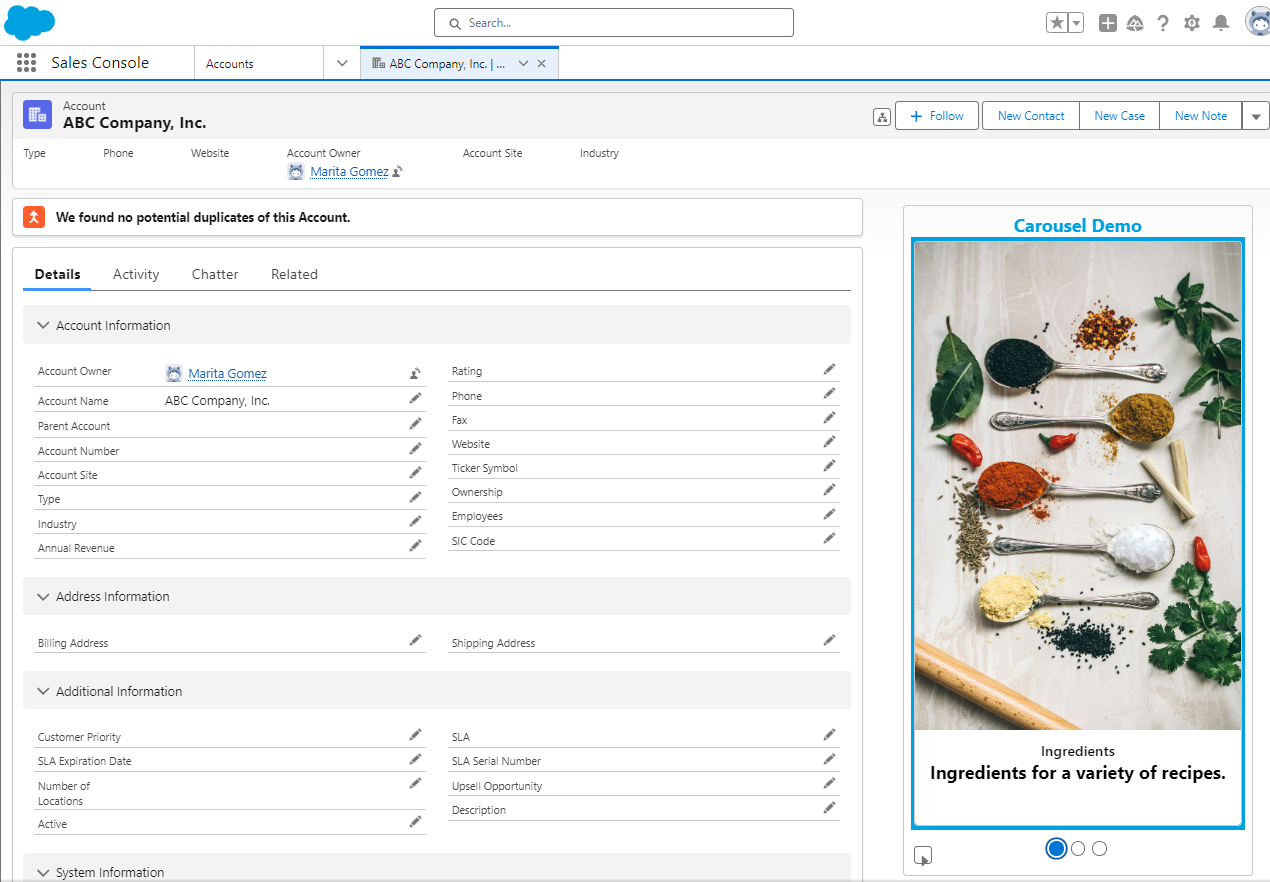 Search...
Sales Console
Accounts
ABC Company, Inc. | ...
Account
ABC Company, Inc.
Follow
New Contact
New Case
New Note
Type
Phone
Website
Account Owner
Account Site
Industry
Marita Gomez
We found no potential duplicates of this Account.
Details
Activity
Chatter
Related
Account Information
Account Owner
Marita Gomez
Rating
Account Name
ABC Company, Inc.
Phone
Parent Account
Fax
Account Number
Website
Account Site
Ticker Symbol
Type
Ownership
Industry
Employees
Annual Revenue
SIC Code
Address Information
Billing Address
Shipping Address
Additional Information
Customer Priority
SLA
SLA Expiration Date
SLA Serial Number
Number of
Locations
Upsell Opportunity
Active
Description
System Information
Carousel Demo
Ingredients
Ingredients for a variety of recipes.